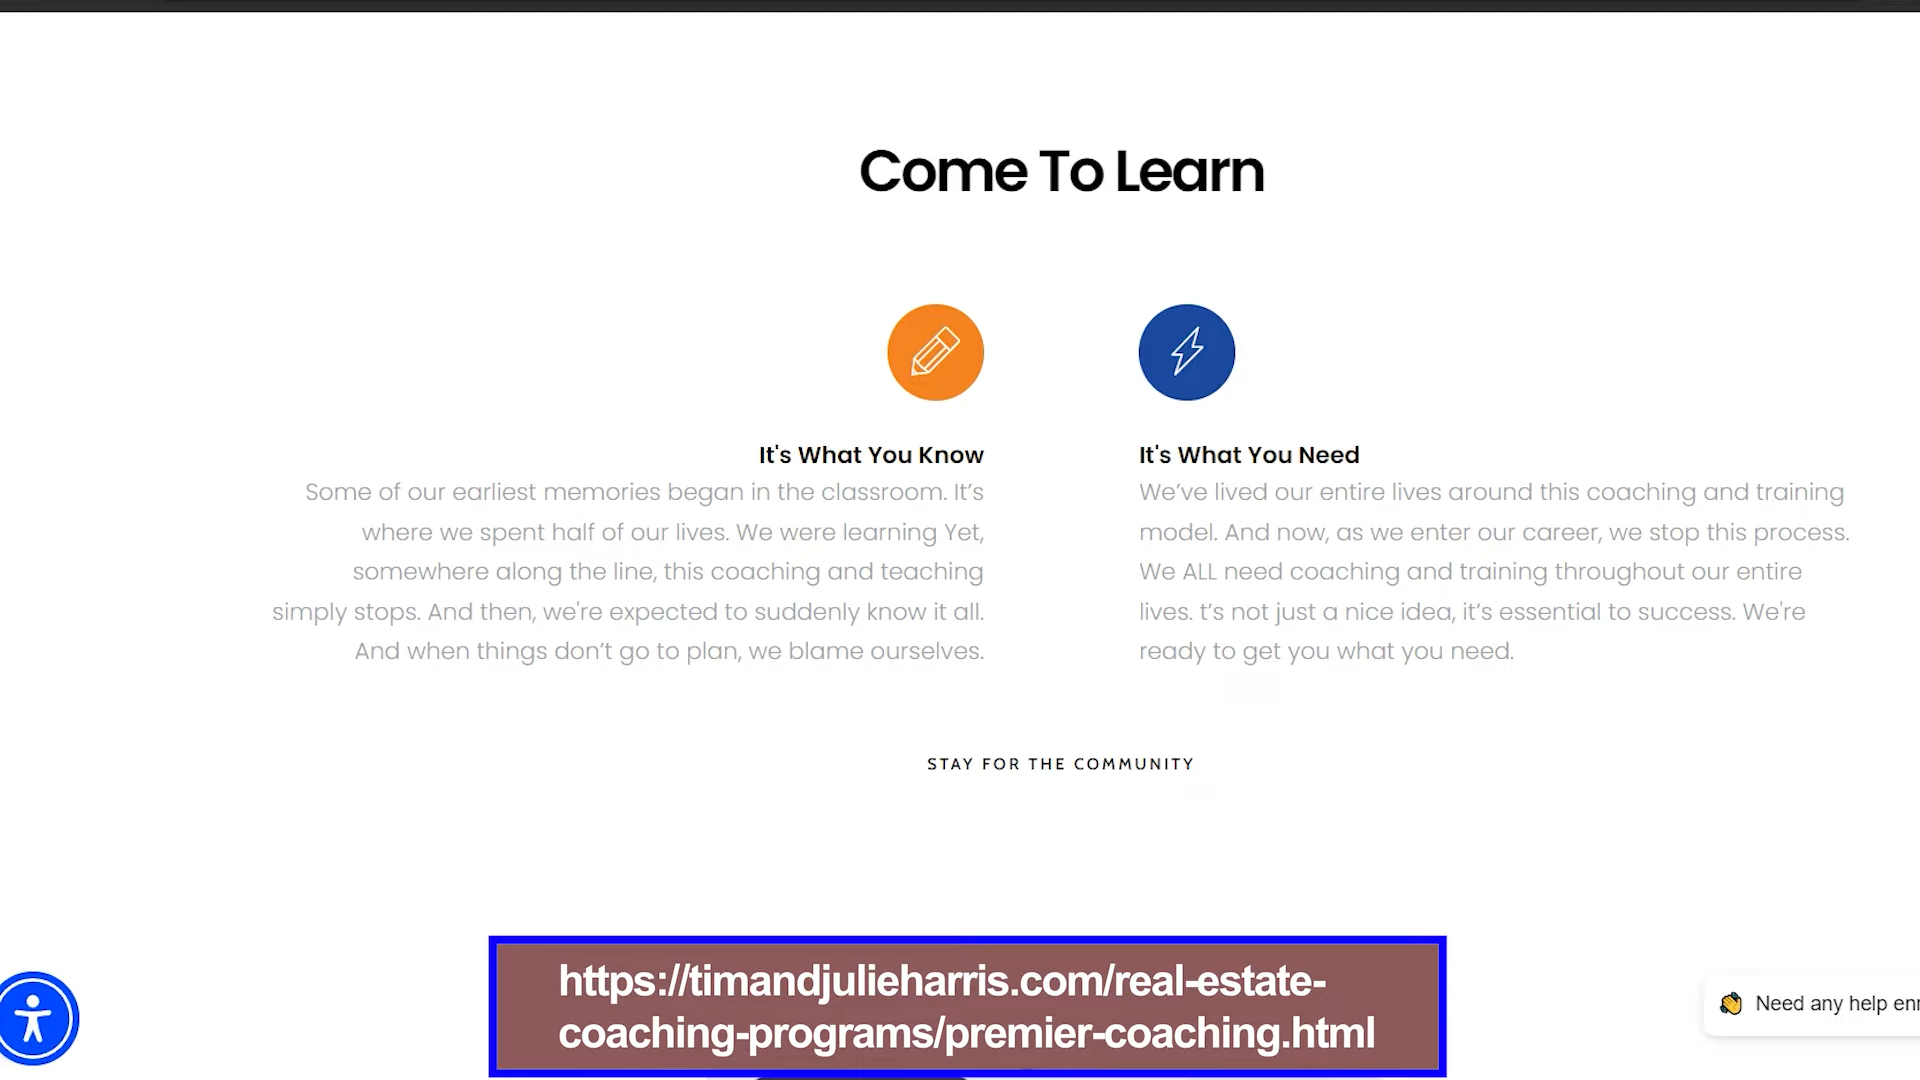 Come To Learn
It's What You Know
Some of our earliest memories began in the classroom. It’s
where we spent half of our lives. We were learning Yet,
somewhere along the line, this coaching and teaching
simply stops. And then, we're expected to suddenly know it all.
And when things don’t go to plan, we blame ourselves.
It's What You Need
We’ve lived our entire lives around this coaching and training
model. And now, as we enter our career, we stop this process.
We ALL need coaching and training throughout our entire
lives. t’s not just a nice idea, it’s essential to success. We're
ready to get you what you need.
STAY FOR THE COMMUNITY
https://timandjulieharris.com/real-estate-
coaching-programs/premier-coaching.html
Need any help